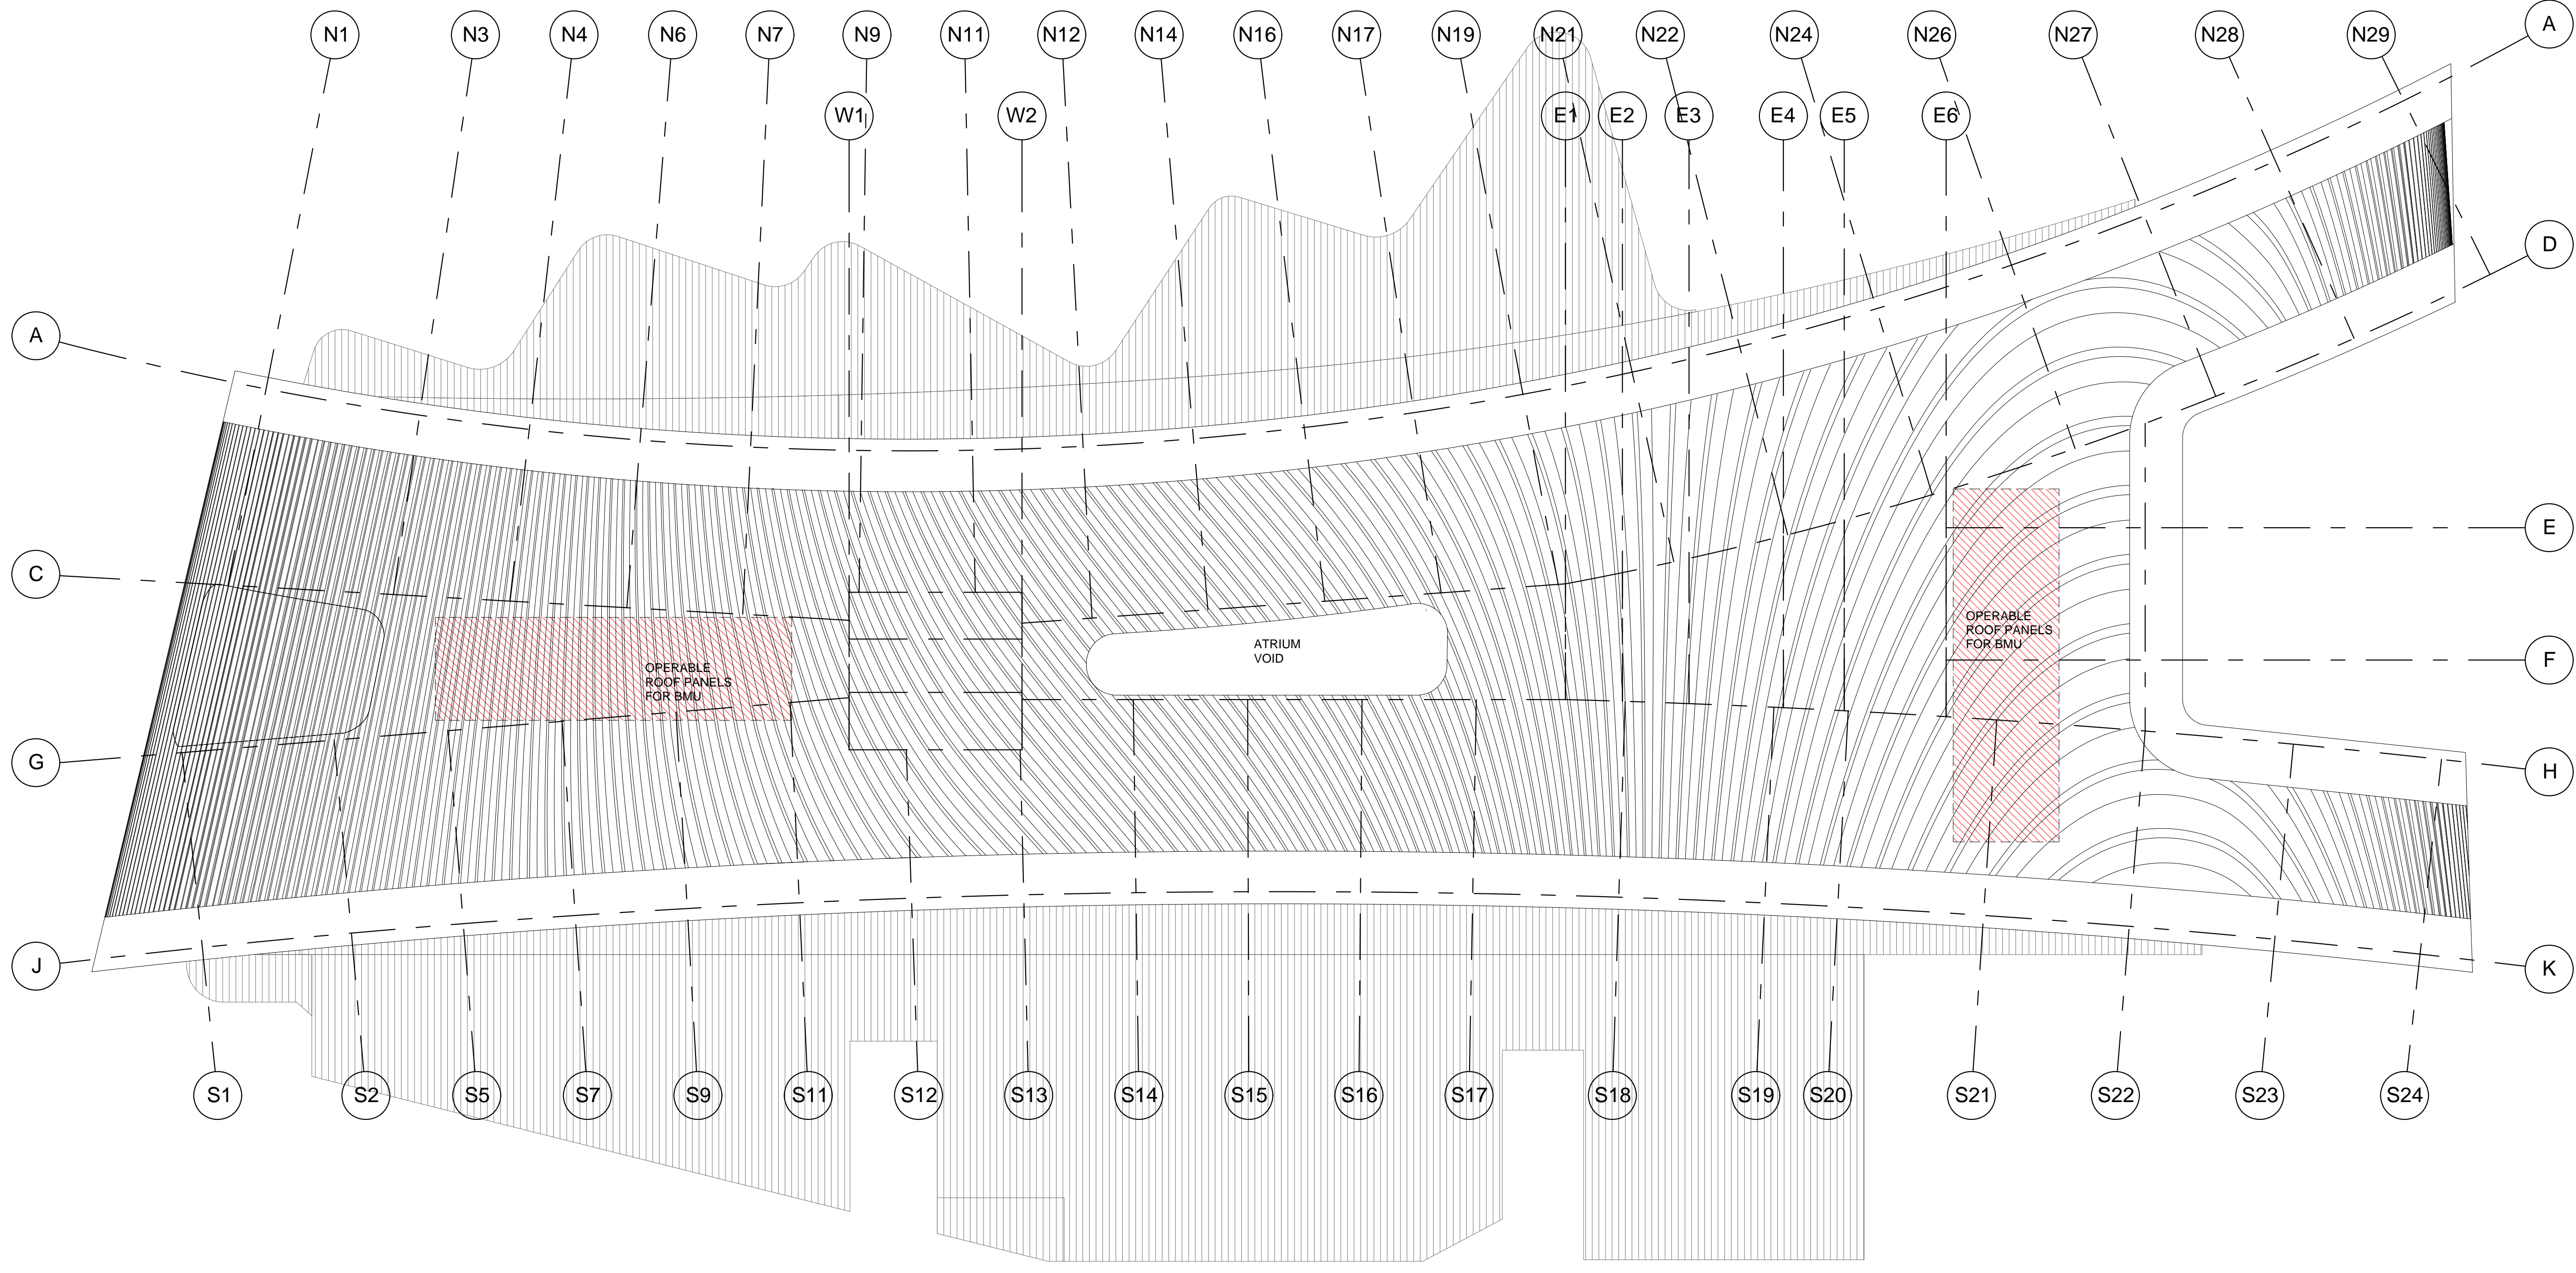 N1
N3
N4
N6
N7
N9
N11
N12
N14
N16
N17
N19
N21
N22
N24
N26
N27
N28
N29
A
W1
W2
E1
E2
E3
E4
E5
E6
D
A
E
C
OPERABLE
ROOF PANELS
FOR BMU
ATRIUM
VOID
OPERABLE
ROOF PANELS
FOR BMU
F
G
H
J
K
S1
S2
S5
S7
S9
S11
S12
S13
S14
S15
S16
S17
S18
S19
S20
S21
S22
S23
S24